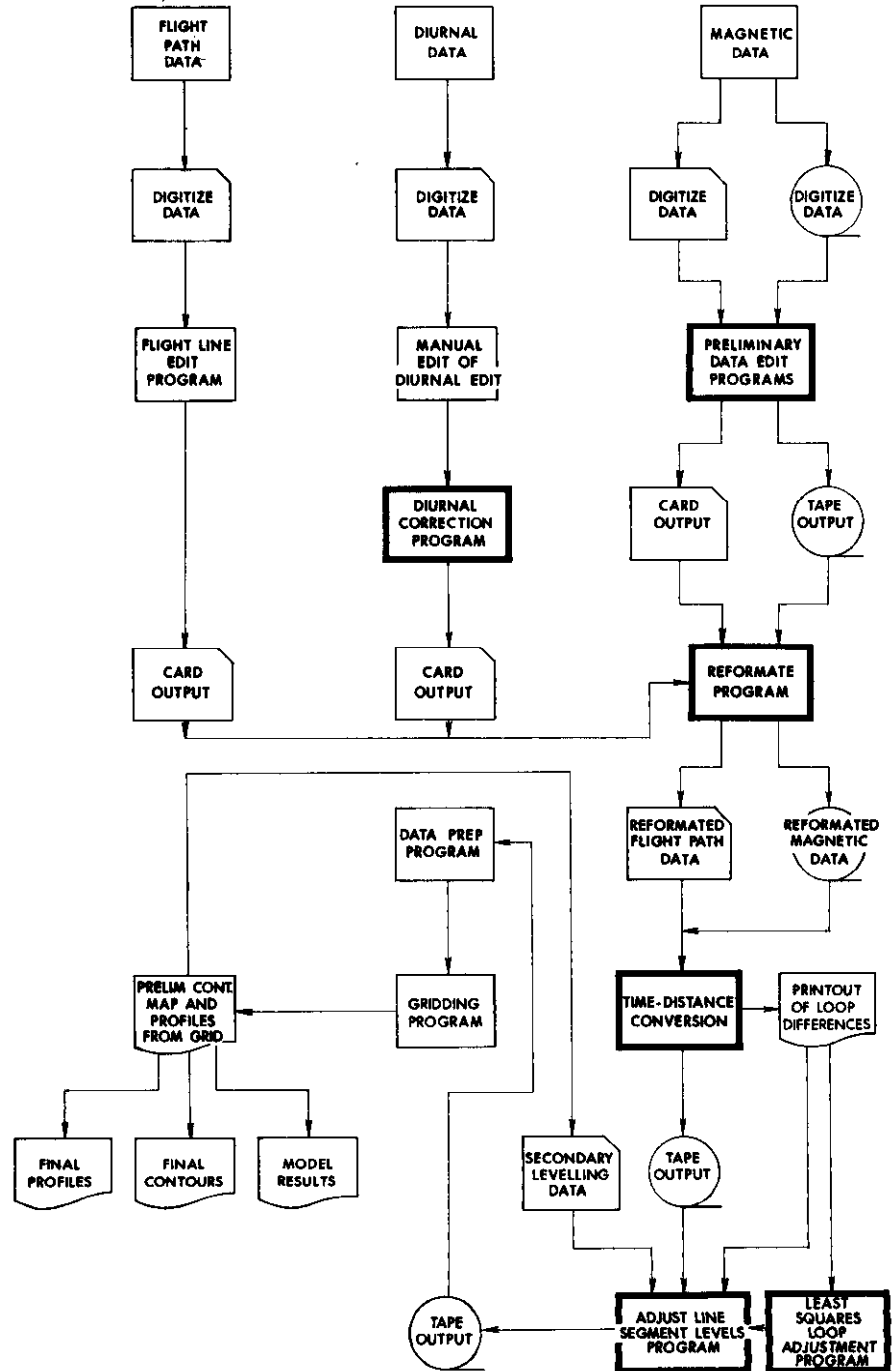 FLIGHT
PATH
DATA
DIURNAL
DATA
MAGNETIC
DATA
DIGITIZE
DATA
DIGITIZE
DATA
DIGITIZE
DATA
DIGITIZE
DATA
FLIGHT LINE
EDIT
PROGRAM
MANUAL
EDIT OF
DIURNAL EDIT
PRELIMINARY
DATA EDIT
PROGRAMS
DIURNAL
CORRECTION
PROGRAM
CARD
OUTPUT
TAPE
OUTPUT
CARD
OUTPUT
CARD
OUTPUT
REFORMATE
PROGRAM
DATA PREP
PROGRAM
REFORMATED
FLIGHT PATH
DATA
REFORMATED
MAGNETIC
DATA
PRELIM CONT.
MAP AND
PROFILES
FROM GRID
GRIDDING
PROGRAM
TIME-DISTANCE
CONVERSION
PRINTOUT
OF LOOP
DIFFERENCES
FINAL
PROFILES
FINAL
CONTOURS
MODEL
RESULTS
SECONDARY
LEVELLING
DATA
TAPE
OUTPUT
TAPE
OUTPUT
ADJUST LINE
SEGMENT LEVELS
PROGRAM
LEAST
SQUARES
LOOP
ADJUSTMENT
PROGRAM